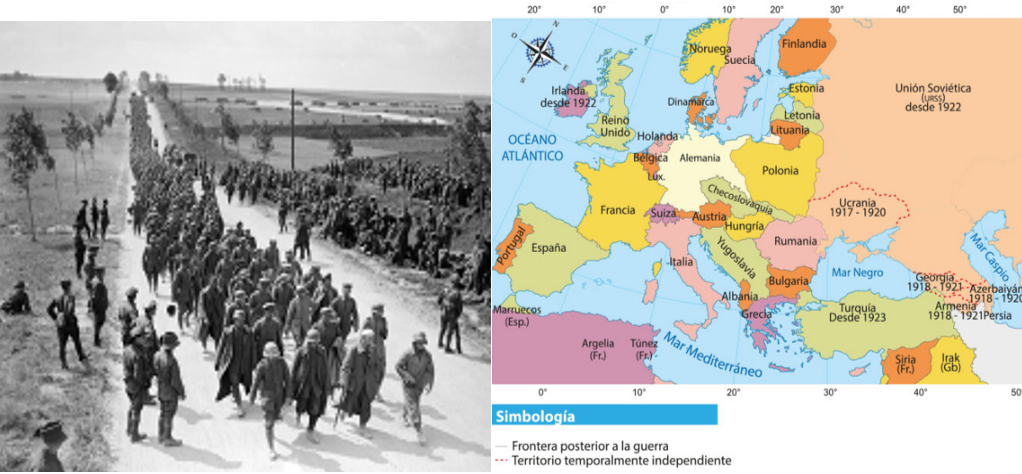 20° 10° 0° 10° 20° 30° 40° 50°
N
O
E
S
Noruega
Suecia
Finlandia
Estonia
Letonia
Lituania
Unión Soviética
(URSS)
desde 1922
Irlanda
desde 1922
Reino
Unido
Dinamarca
Holanda
Bélgica
Lux.
Alemania
Polonia
OCÉANO
ATLÁNTICO
Checoslovaquia
Ucrania
1917 - 1920
Francia
Suiza
Austria
Hungría
Rumania
Portugal
España
Italia
Yugoslavia
Bulgaria
Albania
Grecia
Mar Negro
Mar Caspio
Georgia
1918 - 1921
Azerbaiyán
1918 - 1920
Armenia
1918 - 1921
Persia
Turquía
Desde 1923
Marruecos
(Esp.)
Argelia
(Fr.)
Túnez
(Fr.)
Mar Mediterráneo
Siria
(Fr.)
Irak
(Gb)
0° 10° 20° 30° 40° 50°
Simbología
Frontera posterior a la guerra
Territorio temporalmente independiente